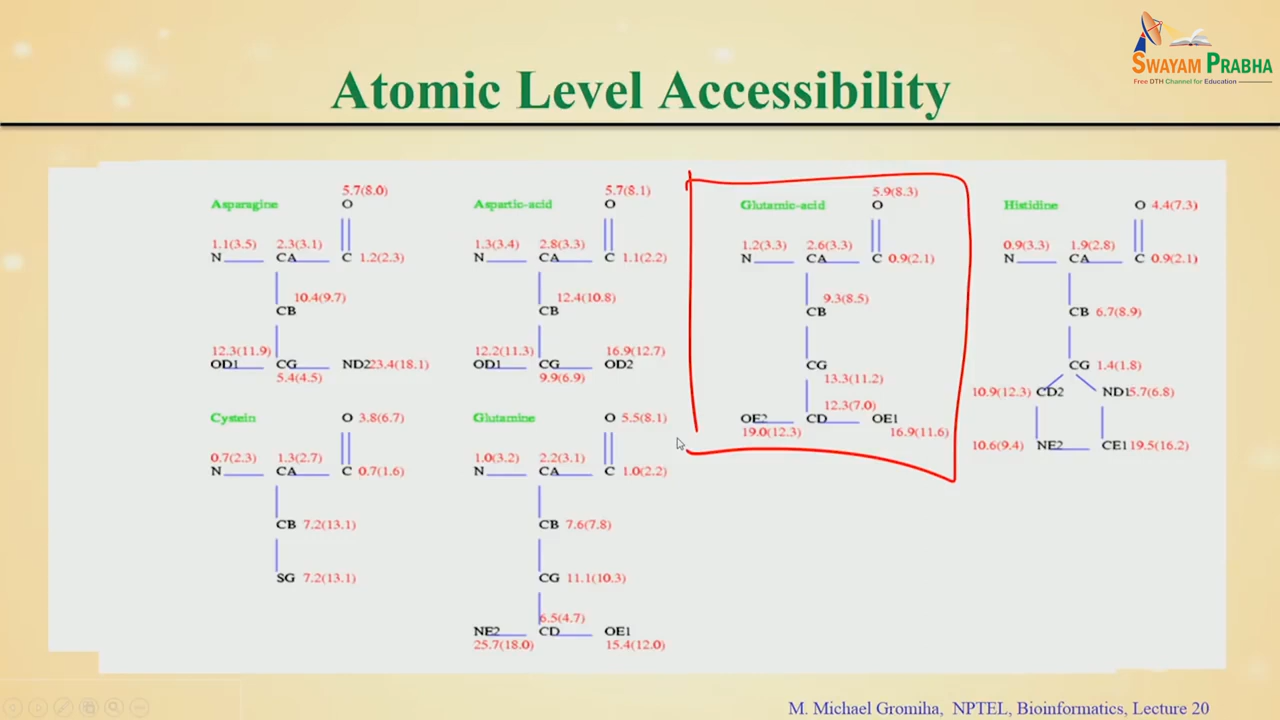 SWAYAM PRABHA
Free DTH Channel for Education
Atomic Level Accessibility
Asparagine
5.7(8.0)
O
1.1(3.5) 2.3(3.1)
N CA C 1.2(2.3)
10.4(9.7)
CB
12.3(11.9)
OD1 CG ND2 23.4(18.1)
5.4(4.5)
Aspartic-acid
5.7(8.1)
O
1.3(3.4) 2.8(3.3)
N CA C 1.1(2.2)
12.4(10.8)
CB
12.2(11.3) 16.9(12.7)
OD1 CG OD2
9.9(6.9)
Glutamic-acid
5.9(8.3)
O
1.2(3.3) 2.6(3.3)
N CA C 0.9(2.1)
9.3(8.5)
CB
CG
13.3(11.2)
12.3(7.0)
OE2 CD OE1
19.0(12.3) 16.9(11.6)
Histidine
O 4.4(7.3)
0.9(3.3) 1.9(2.8)
N CA C 0.9(2.1)
CB 6.7(8.9)
CG 1.4(1.8)
10.9(12.3) CD2 ND1 5.7(6.8)
10.6(9.4) NE2 CE1 19.5(16.2)
Cystein
O 3.8(6.7)
0.7(2.3) 1.3(2.7)
N CA C 0.7(1.6)
CB 7.2(13.1)
SG 7.2(13.1)
Glutamine
O 5.5(8.1)
1.0(3.2) 2.2(3.1)
N CA C 1.0(2.2)
CB 7.6(7.8)
CG 11.1(10.3)
6.5(4.7)
NE2 CD OE1
25.7(18.0) 15.4(12.0)
M. Michael Gromiha, NPTEL, Bioinformatics, Lecture 20